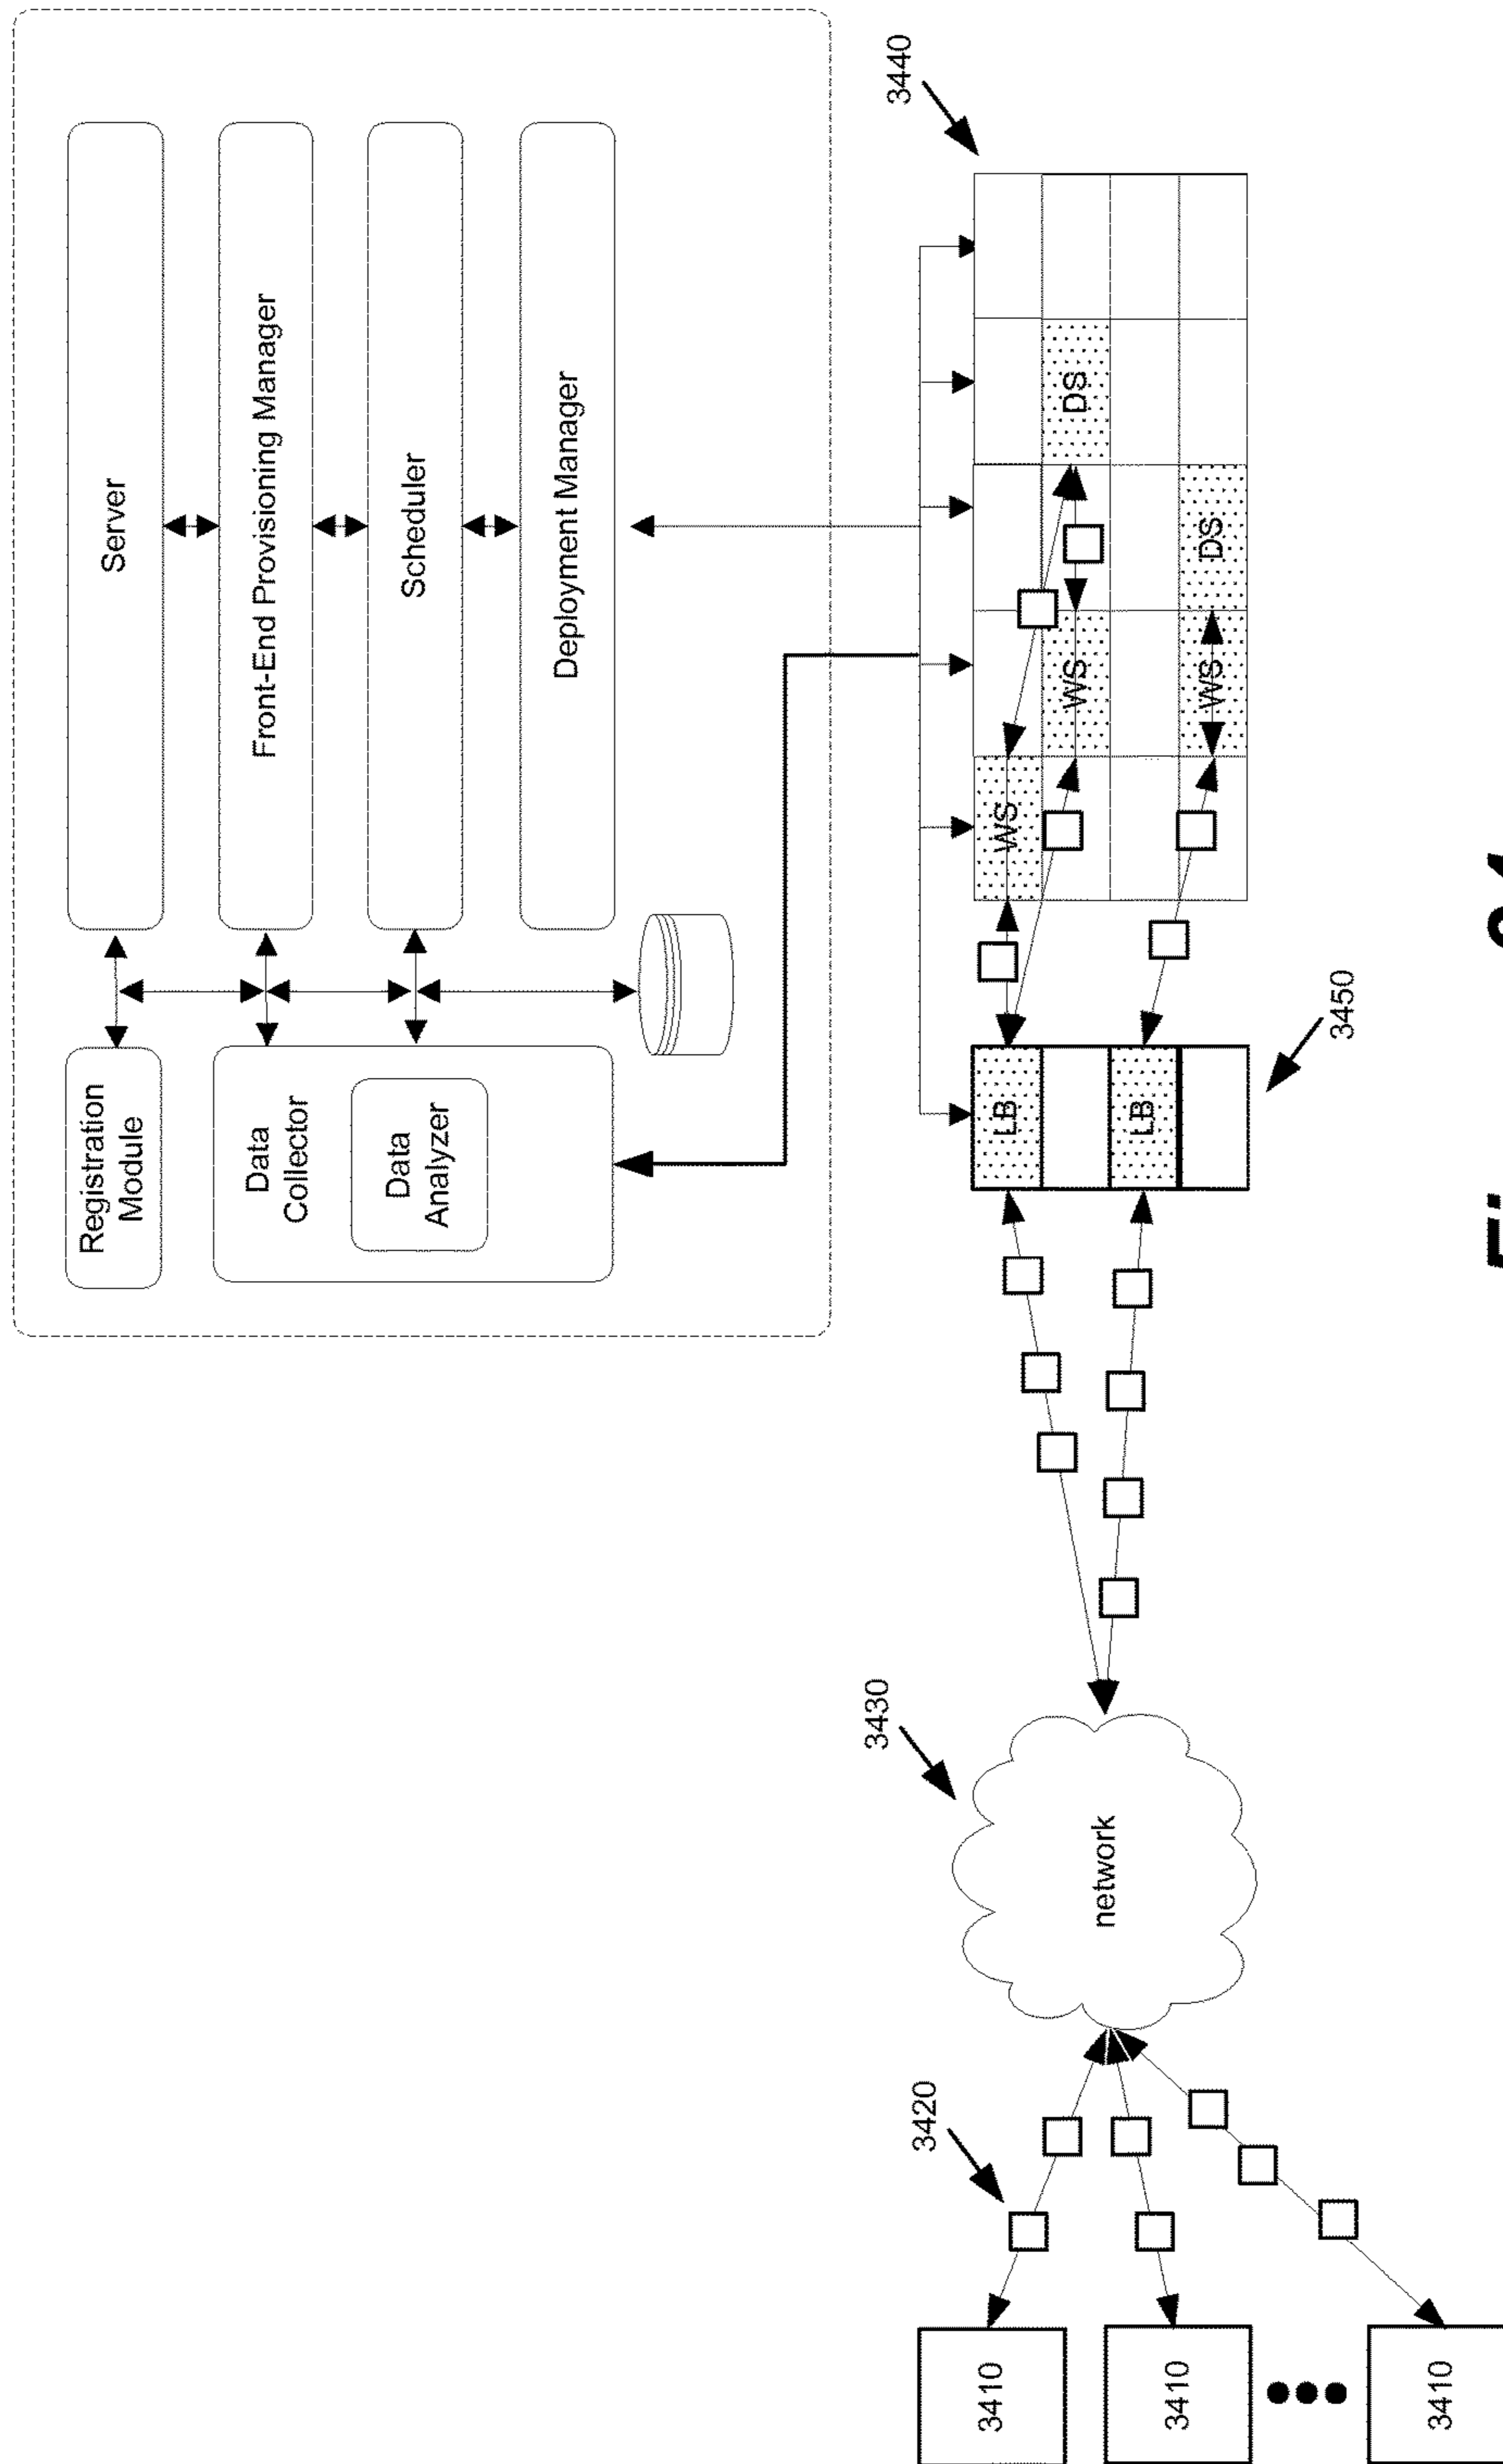 Registration
Module
Server
Data
Collector
Front-End Provisioning Manager
Data
Analyzer
Scheduler
Deployment Manager
3420
3430
3440
3410
LB
WS
WS
DS
network
LB
3410
WS
DS
3450
3410